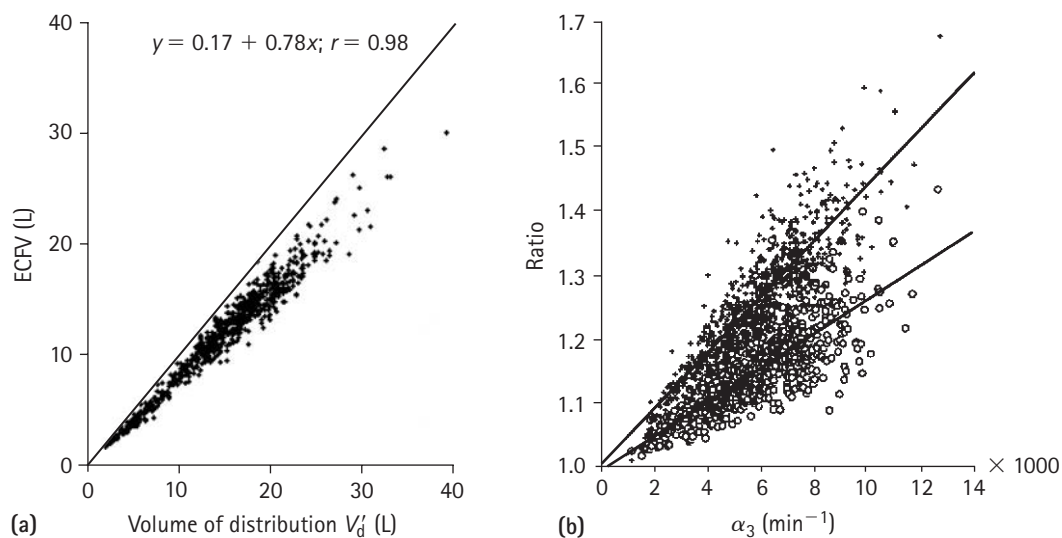 40
30
20
10
0
ECFV (L)
y = 0.17 + 0.78x; r = 0.98
0 10 20 30 40
(a) Volume of distribution V′d (L)
1.7
1.6
1.5
1.4
1.3
1.2
1.1
1.0
Ratio
0 2 4 6 8 10 12 14 × 1000
(b) α3 (min−1)